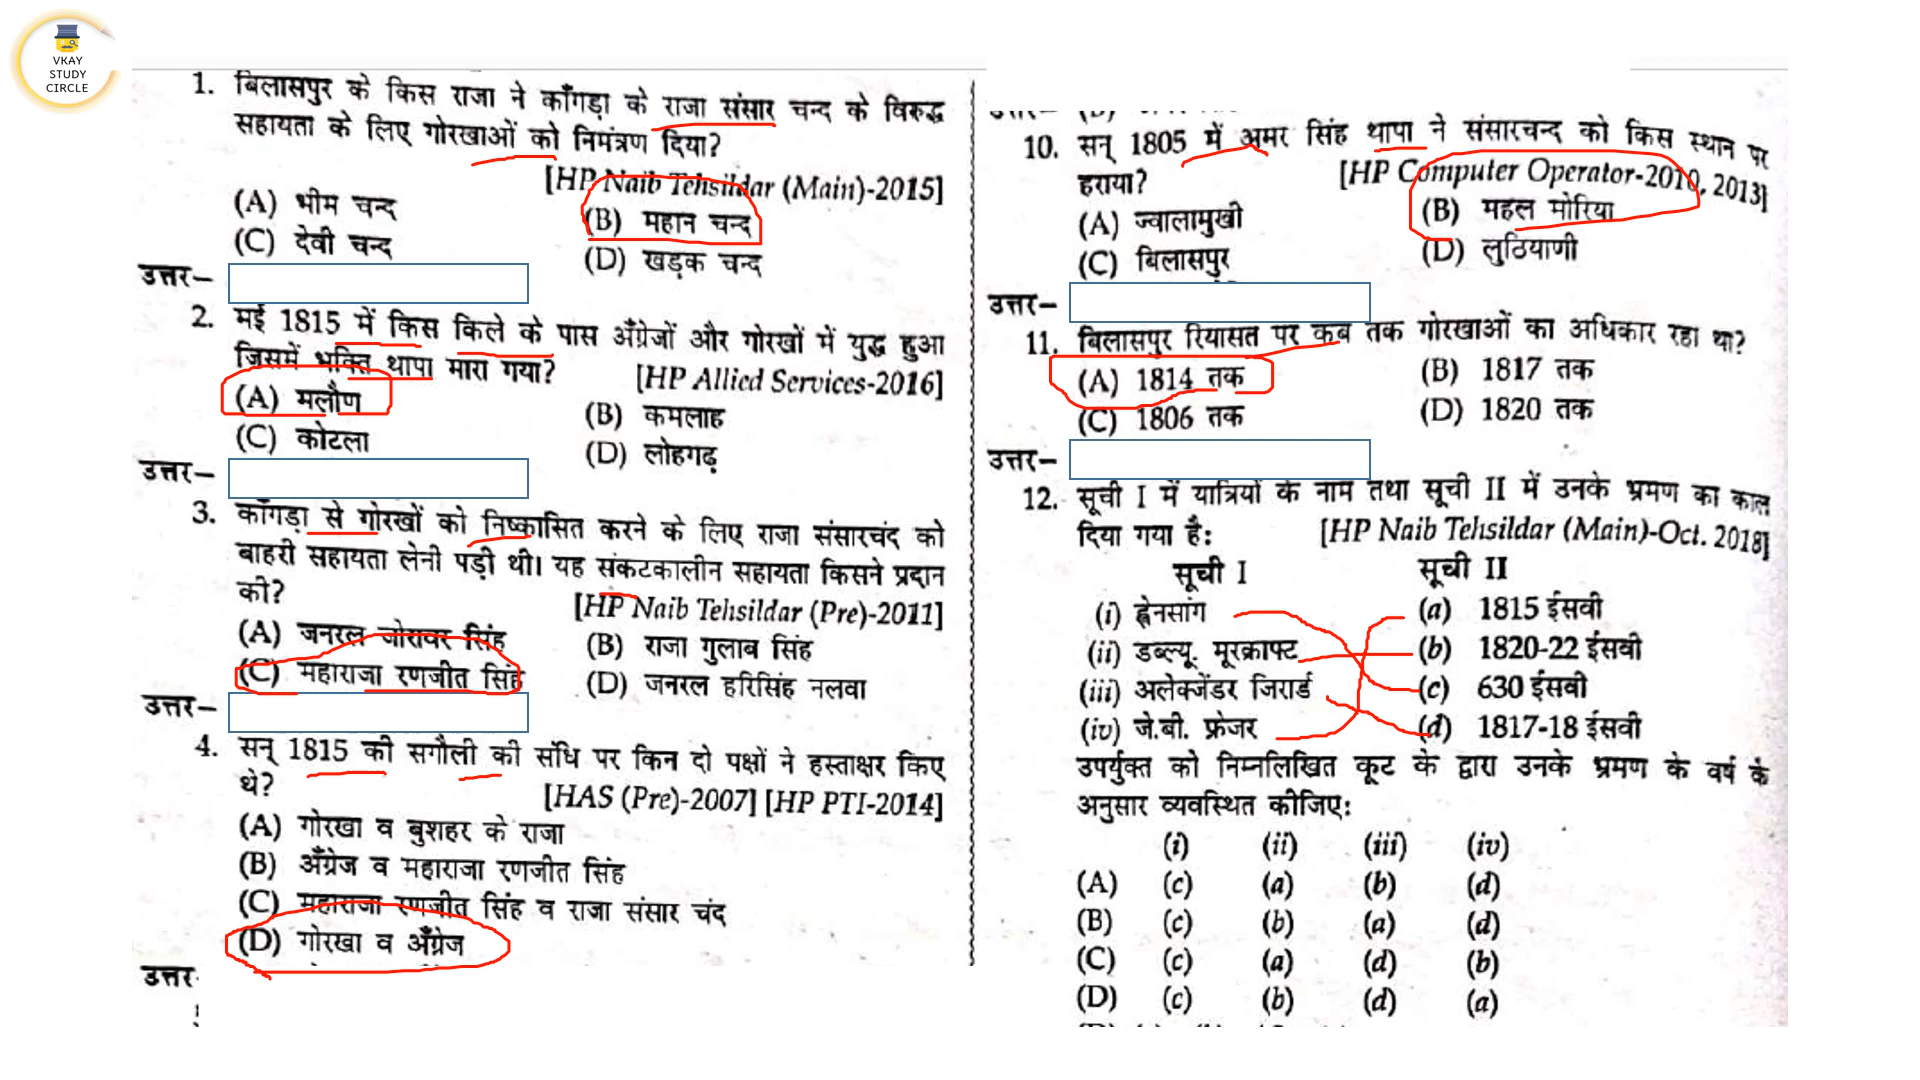 VKAY
STUDY
CIRCLE
1. बिलासपुर के किस राजा ने काँगड़ा के राजा संसार चन्द के विरुद्ध
सहायता के लिए गोरखाओं को निमंत्रण दिया?
[HP Naib Tehsildar (Main)-2015]
(A) भीम चन्द (B) महान चन्द
(C) देवी चन्द (D) खड़क चन्द
उत्तर–
2. मई 1815 में किस किले के पास अँग्रेजों और गोरखों में युद्ध हुआ
जिसमें भक्ति थापा मारा गया? [HP Allied Services-2016]
(A) मलौण (B) कमलाह
(C) कोटला (D) लोहगढ़
उत्तर–
3. काँगड़ा से गोरखों को निष्कासित करने के लिए राजा संसारचंद को
बाहरी सहायता लेनी पड़ी थी। यह संकटकालीन सहायता किसने प्रदान
की? [HP Naib Tehsildar (Pre)-2011]
(A) जनरल जोरावर सिंह (B) राजा गुलाब सिंह
(C) महाराजा रणजीत सिंह (D) जनरल हरिसिंह नलवा
उत्तर–
4. सन् 1815 की सगौली की संधि पर किन दो पक्षों ने हस्ताक्षर किए
थे? [HAS (Pre)-2007] [HP PTI-2014]
(A) गोरखा व बुशहर के राजा
(B) अँग्रेज व महाराजा रणजीत सिंह
(C) महाराजा रणजीत सिंह व राजा संसार चंद
(D) गोरखा व अँग्रेज
उत्तर
10. सन् 1805 में अमर सिंह थापा ने संसारचन्द को किस स्थान पर
हराया? [HP Computer Operator-2010, 2013]
(A) ज्वालामुखी (B) महल मोरिया
(C) बिलासपुर (D) लुठियाणी
उत्तर–
11. बिलासपुर रियासत पर कब तक गोरखाओं का अधिकार रहा था?
(A) 1814 तक (B) 1817 तक
(C) 1806 तक (D) 1820 तक
उत्तर–
12. सूची I में यात्रियों के नाम तथा सूची II में उनके भ्रमण का काल
दिया गया है: [HP Naib Tehsildar (Main)-Oct. 2018]
सूची I सूची II
(i) ह्वेनसांग (a) 1815 ईसवी
(ii) डब्ल्यू. मूरक्राफ्ट (b) 1820-22 ईसवी
(iii) अलेक्जेंडर जिरार्ड (c) 630 ईसवी
(iv) जे.बी. फ्रेजर (d) 1817-18 ईसवी
उपर्युक्त को निम्नलिखित कूट के द्वारा उनके भ्रमण के वर्ष के
अनुसार व्यवस्थित कीजिए:
(i) (ii) (iii) (iv)
(A) (c) (a) (b) (d)
(B) (c) (b) (a) (d)
(C) (c) (a) (d) (b)
(D) (c) (b) (d) (a)